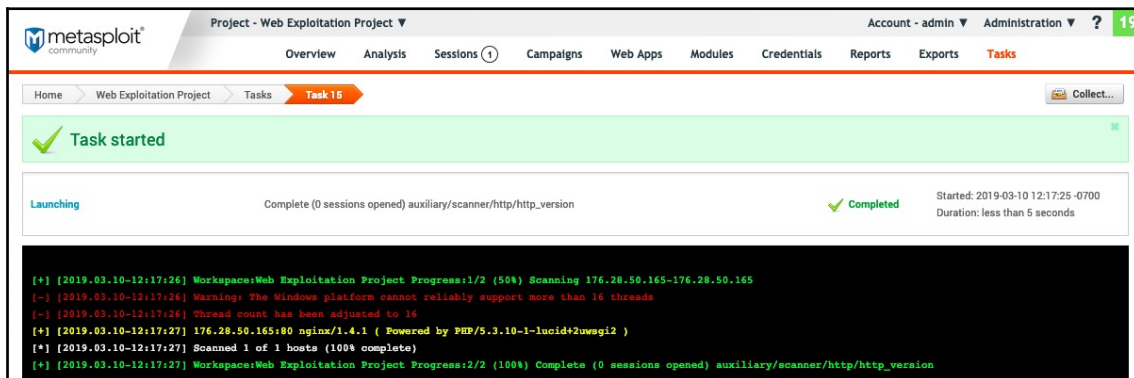 metasploit®
community
Project - Web Exploitation Project ▼
Account - admin ▼ Administration ▼ ? 19
Overview Analysis Sessions 1 Campaigns Web Apps Modules Credentials Reports Exports Tasks
Home Web Exploitation Project Tasks Task 15 Collect...
Task started
Launching Complete (0 sessions opened) auxiliary/scanner/http/http_version Completed Started: 2019-03-10 12:17:25 -0700
Duration: less than 5 seconds
[+] [2019.03.10-12:17:26] Workspace:Web Exploitation Project Progress:1/2 (50%) Scanning 176.28.50.165-176.28.50.165
[-] [2019.03.10-12:17:26] Warning: The Windows platform cannot reliably support more than 16 threads
[-] [2019.03.10-12:17:26] Thread count has been adjusted to 16
[+] [2019.03.10-12:17:27] 176.28.50.165:80 nginx/1.4.1 ( Powered by PHP/5.3.10-1~lucid+2uwsgi2 )
[*] [2019.03.10-12:17:27] Scanned 1 of 1 hosts (100% complete)
[+] [2019.03.10-12:17:27] Workspace:Web Exploitation Project Progress:2/2 (100%) Complete (0 sessions opened) auxiliary/scanner/http/http_version